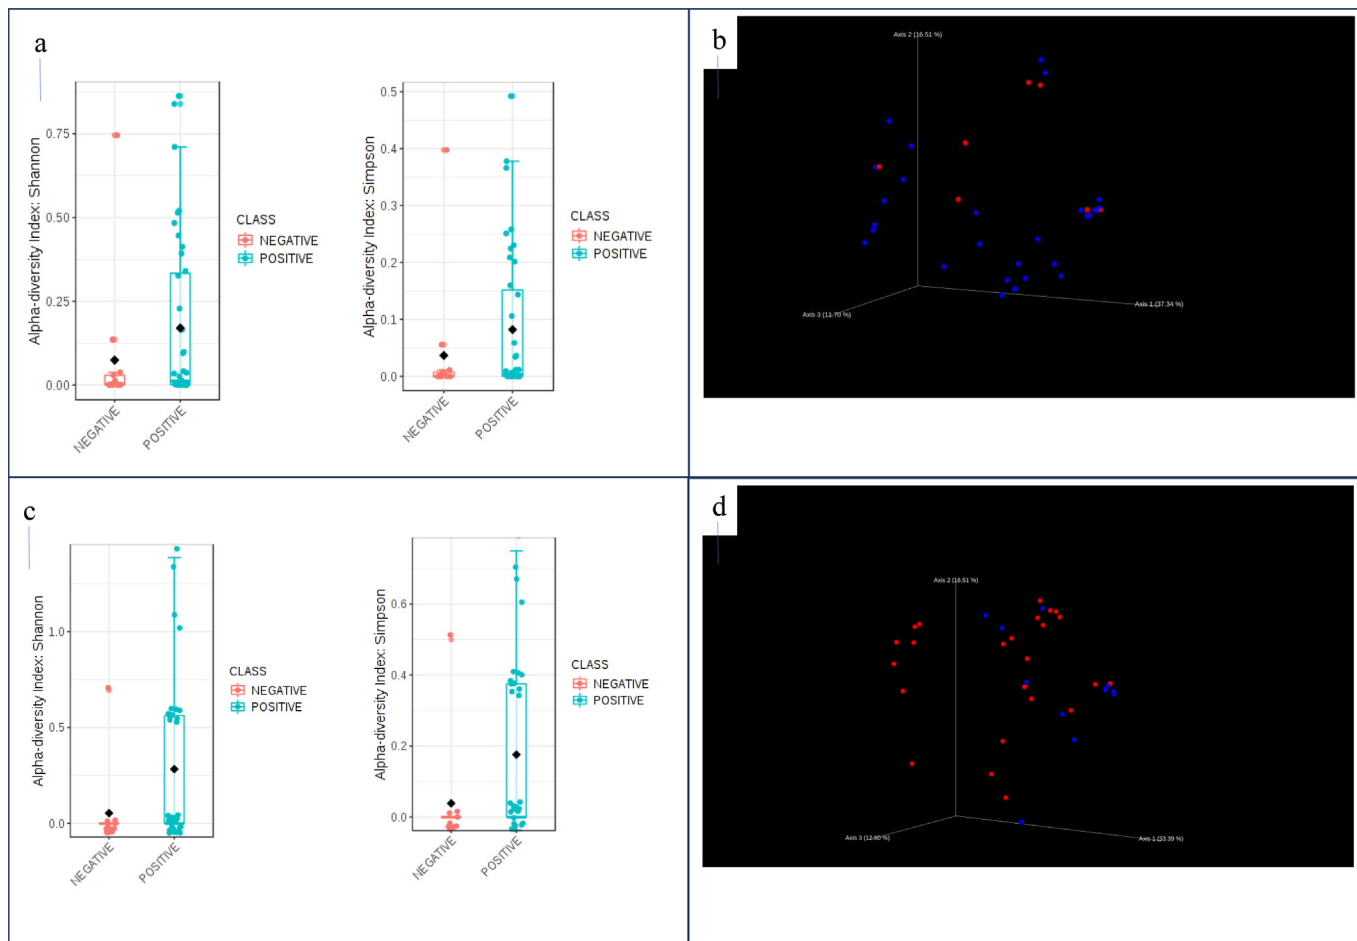 a
Alpha-diversity Index: Shannon
0.75
0.50
0.25
0.00
NEGATIVE
POSITIVE
CLASS
NEGATIVE
POSITIVE
Alpha-diversity Index: Simpson
0.5
0.4
0.3
0.2
0.1
0.0
NEGATIVE
POSITIVE
CLASS
NEGATIVE
POSITIVE
b
Axis 2 (16.51 %)
Axis 1 (37.34 %)
Axis 3 (11.70 %)
c
Alpha-diversity Index: Shannon
1.0
0.5
0.0
NEGATIVE
POSITIVE
CLASS
NEGATIVE
POSITIVE
Alpha-diversity Index: Simpson
0.6
0.4
0.2
0.0
NEGATIVE
POSITIVE
CLASS
NEGATIVE
POSITIVE
d
Axis 2 (16.51 %)
Axis 3 (12.60 %)
Axis 1 (33.39 %)